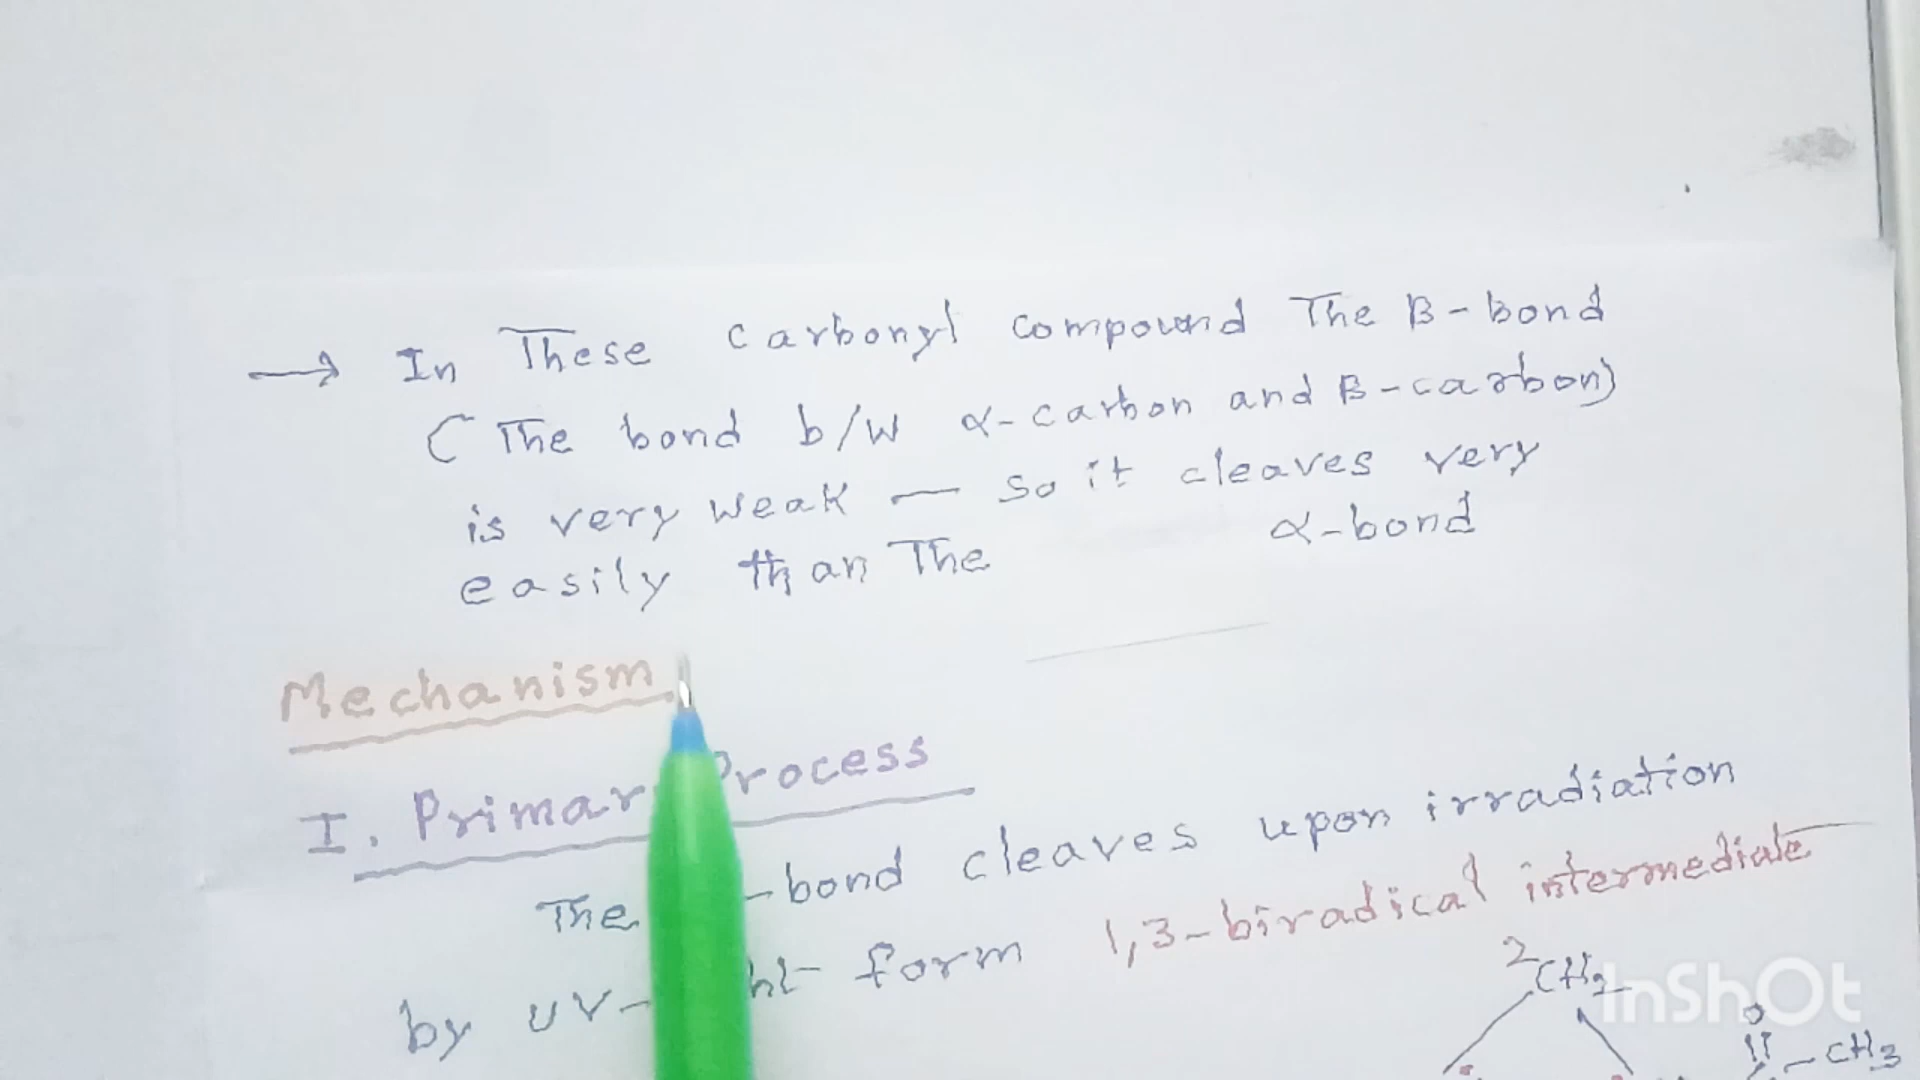 → In These carbonyl compound The B-bond
(The bond b/w α-carbon and B-carbon)
is very weak — so it cleaves very
easily than The α-bond
Mechanism
I. Primar Process
The -bond cleaves upon irradiation
by UV- ht form 1,3-biradical intermediate
2CH2
O
-CH3
InShOt